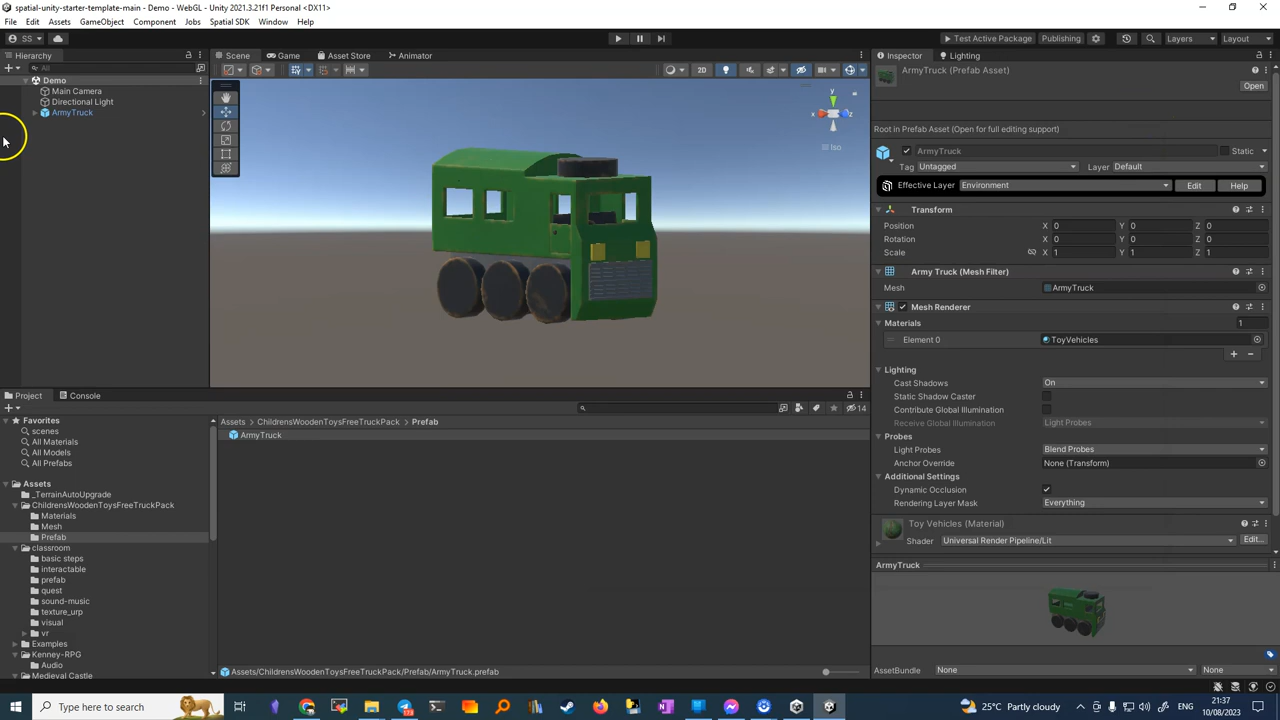 spatial-unity-starter-template-main - Demo - WebGL - Unity 2021.3.21f1 Personal <DX11>
File Edit Assets GameObject Component Jobs Spatial SDK Window Help
SS
Test Active Package Publishing Layers Layout
Hierarchy
All
Demo
Main Camera
Directional Light
ArmyTruck
Scene Game Asset Store Animator
2D
y
x
z
Iso
Inspector Lighting
ArmyTruck (Prefab Asset)
Open
Root in Prefab Asset (Open for full editing support)
ArmyTruck Static
Tag Untagged Layer Default
Effective Layer Environment Edit Help
Transform
Position X 0 Y 0 Z 0
Rotation X 0 Y 0 Z 0
Scale X 1 Y 1 Z 1
Army Truck (Mesh Filter)
Mesh ArmyTruck
Mesh Renderer
Materials 1
Element 0 ToyVehicles
Lighting
Cast Shadows On
Static Shadow Caster
Contribute Global Illumination
Receive Global Illumination Light Probes
Probes
Light Probes Blend Probes
Anchor Override None (Transform)
Additional Settings
Dynamic Occlusion
Rendering Layer Mask Everything
Toy Vehicles (Material)
Shader Universal Render Pipeline/Lit Edit...
ArmyTruck
AssetBundle None None
Project Console
14
Favorites
scenes
All Materials
All Models
All Prefabs
Assets
_TerrainAutoUpgrade
ChildrensWoodenToysFreeTruckPack
Materials
Mesh
Prefab
classroom
basic steps
interactable
prefab
quest
sound-music
texture_urp
visual
vr
Examples
Kenney-RPG
Audio
Medieval Castle
Assets > ChildrensWoodenToysFreeTruckPack > Prefab
ArmyTruck
Assets/ChildrensWoodenToysFreeTruckPack/Prefab/ArmyTruck.prefab
Type here to search
25°C Partly cloudy
21:37
10/08/2023